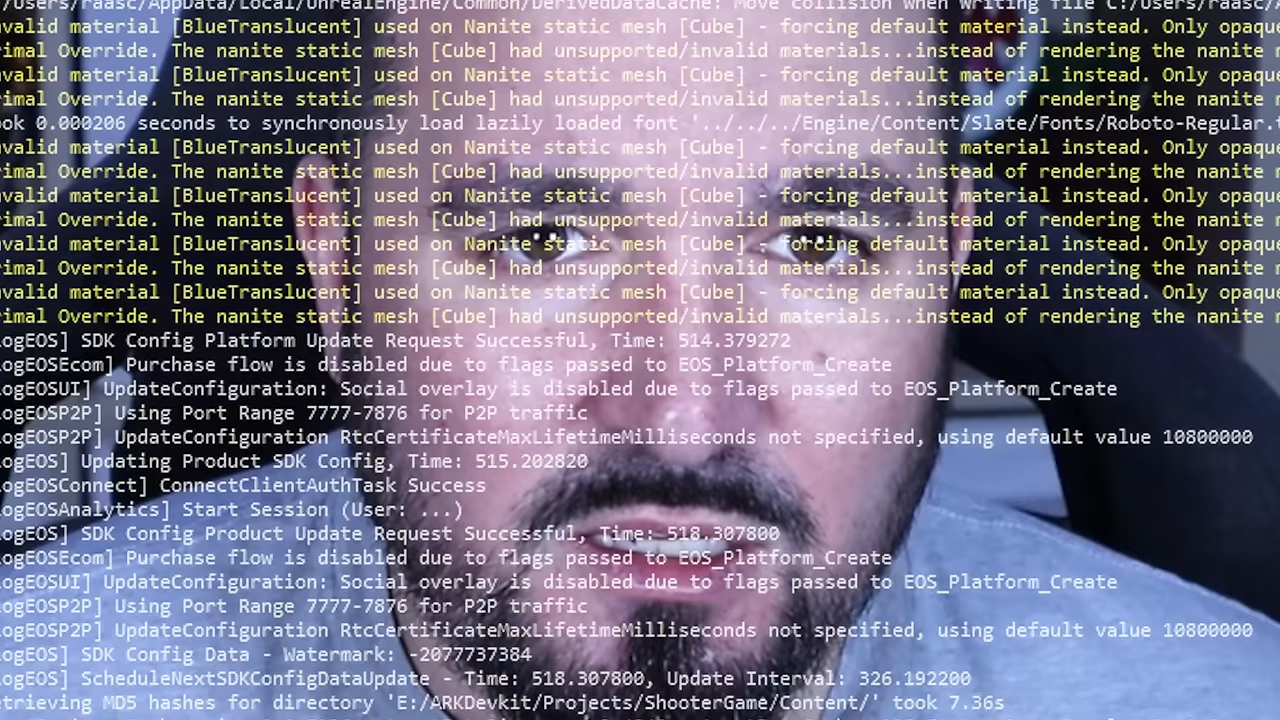 /Users/raasc/AppData/Local/UnrealEngine/Common/DerivedDataCache: Move collision when writing file C:/Users/raasc/A
nvalid material [BlueTranslucent] used on Nanite static mesh [Cube] - forcing default material instead. Only opaque
rimal Override. The nanite static mesh [Cube] had unsupported/invalid materials...instead of rendering the nanite
nvalid material [BlueTranslucent] used on Nanite static mesh [Cube] - forcing default material instead. Only opaque
rimal Override. The nanite static mesh [Cube] had unsupported/invalid materials...instead of rendering the nanite
ook 0.000206 seconds to synchronously load lazily loaded font '../../../Engine/Content/Slate/Fonts/Roboto-Regular.
nvalid material [BlueTranslucent] used on Nanite static mesh [Cube] - forcing default material instead. Only opaque
rimal Override. The nanite static mesh [Cube] had unsupported/invalid materials...instead of rendering the nanite
nvalid material [BlueTranslucent] used on Nanite static mesh [Cube] - forcing default material instead. Only opaque
rimal Override. The nanite static mesh [Cube] had unsupported/invalid materials...instead of rendering the nanite
nvalid material [BlueTranslucent] used on Nanite static mesh [Cube] - forcing default material instead. Only opaque
rimal Override. The nanite static mesh [Cube] had unsupported/invalid materials...instead of rendering the nanite
nvalid material [BlueTranslucent] used on Nanite static mesh [Cube] - forcing default material instead. Only opaque
rimal Override. The nanite static mesh [Cube] had unsupported/invalid materials...instead of rendering the nanite
ogEOS] SDK Config Platform Update Request Successful, Time: 514.379272
ogEOSEcom] Purchase flow is disabled due to flags passed to EOS_Platform_Create
ogEOSUI] UpdateConfiguration: Social overlay is disabled due to flags passed to EOS_Platform_Create
ogEOSP2P] Using Port Range 7777-7876 for P2P traffic
ogEOSP2P] UpdateConfiguration RtcCertificateMaxLifetimeMilliseconds not specified, using default value 10800000
ogEOS] Updating Product SDK Config, Time: 515.202820
ogEOSConnect] ConnectClientAuthTask Success
ogEOSAnalytics] Start Session (User: ...)
ogEOS] SDK Config Product Update Request Successful, Time: 518.307800
ogEOSEcom] Purchase flow is disabled due to flags passed to EOS_Platform_Create
ogEOSUI] UpdateConfiguration: Social overlay is disabled due to flags passed to EOS_Platform_Create
ogEOSP2P] Using Port Range 7777-7876 for P2P traffic
ogEOSP2P] UpdateConfiguration RtcCertificateMaxLifetimeMilliseconds not specified, using default value 10800000
ogEOS] SDK Config Data - Watermark: -2077737384
ogEOS] ScheduleNextSDKConfigDataUpdate - Time: 518.307800, Update Interval: 326.192200
etrieving MD5 hashes for directory 'E:/ARKDevkit/Projects/ShooterGame/Content/' took 7.36s